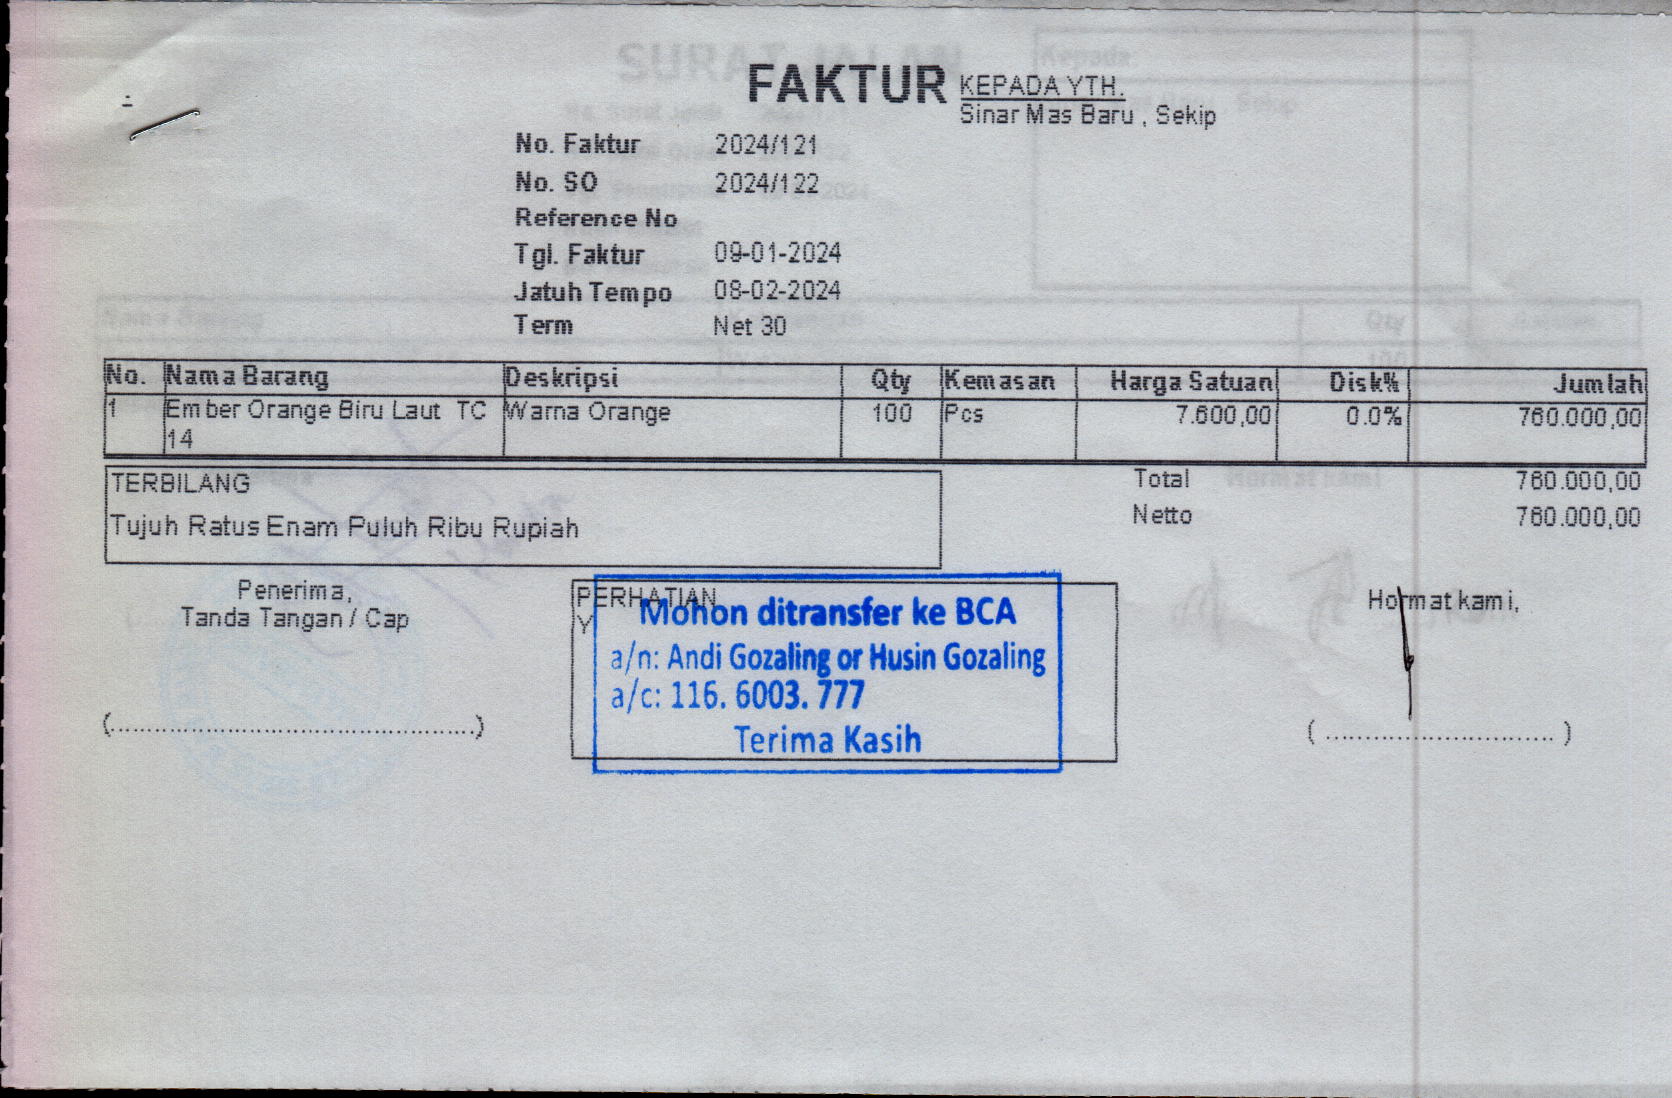 FAKTUR
KEPADA YTH.
Sinar Mas Baru , Sekip
No. Faktur 2024/121
No. SO 2024/122
Reference No
Tgl. Faktur 09-01-2024
Jatuh Tempo 08-02-2024
Term Net 30
No. Nama Barang Deskripsi Qty Kemasan Harga Satuan Disk% Jumlah
1 Ember Orange Biru Laut TC 14 Warna Orange 100 Pcs 7.600,00 0.0% 760.000,00
TERBILANG
Tujuh Ratus Enam Puluh Ribu Rupiah
Total 760.000,00
Netto 760.000,00
Penerima,
Tanda Tangan / Cap
(................................................)
PERHATIAN
Y
Mohon ditransfer ke BCA
a/n: Andi Gozaling or Husin Gozaling
a/c: 116. 6003. 777
Terima Kasih
Hormat kami,
( ............................ )